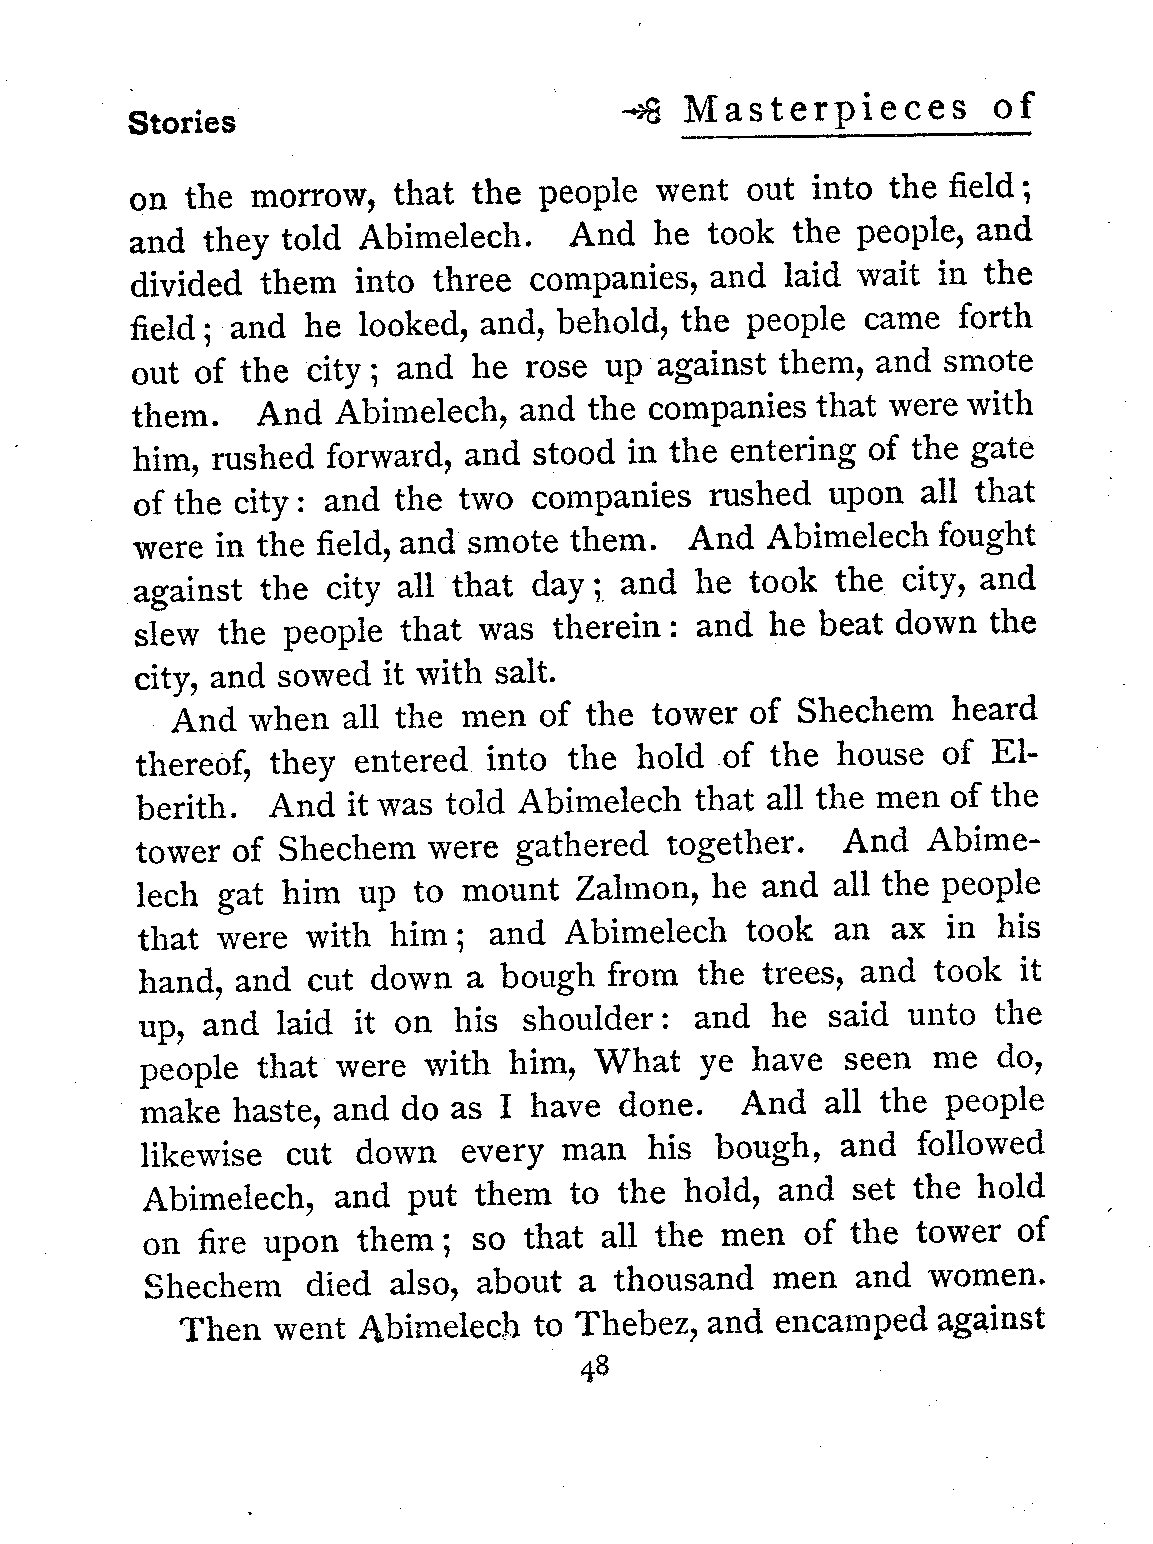 Stories
Masterpieces of
on the morrow, that the people went out into the field;
and they told Abimelech. And he took the people, and
divided them into three companies, and laid wait in the
field; and he looked, and, behold, the people came forth
out of the city; and he rose up against them, and smote
them. And Abimelech, and the companies that were with
him, rushed forward, and stood in the entering of the gate
of the city: and the two companies rushed upon all that
were in the field, and smote them. And Abimelech fought
against the city all that day; and he took the city, and
slew the people that was therein: and he beat down the
city, and sowed it with salt.
And when all the men of the tower of Shechem heard
thereof, they entered into the hold of the house of El-
berith. And it was told Abimelech that all the men of the
tower of Shechem were gathered together. And Abime-
lech gat him up to mount Zalmon, he and all the people
that were with him; and Abimelech took an ax in his
hand, and cut down a bough from the trees, and took it
up, and laid it on his shoulder: and he said unto the
people that were with him, What ye have seen me do,
make haste, and do as I have done. And all the people
likewise cut down every man his bough, and followed
Abimelech, and put them to the hold, and set the hold
on fire upon them; so that all the men of the tower of
Shechem died also, about a thousand men and women.
Then went Abimelech to Thebez, and encamped against
48